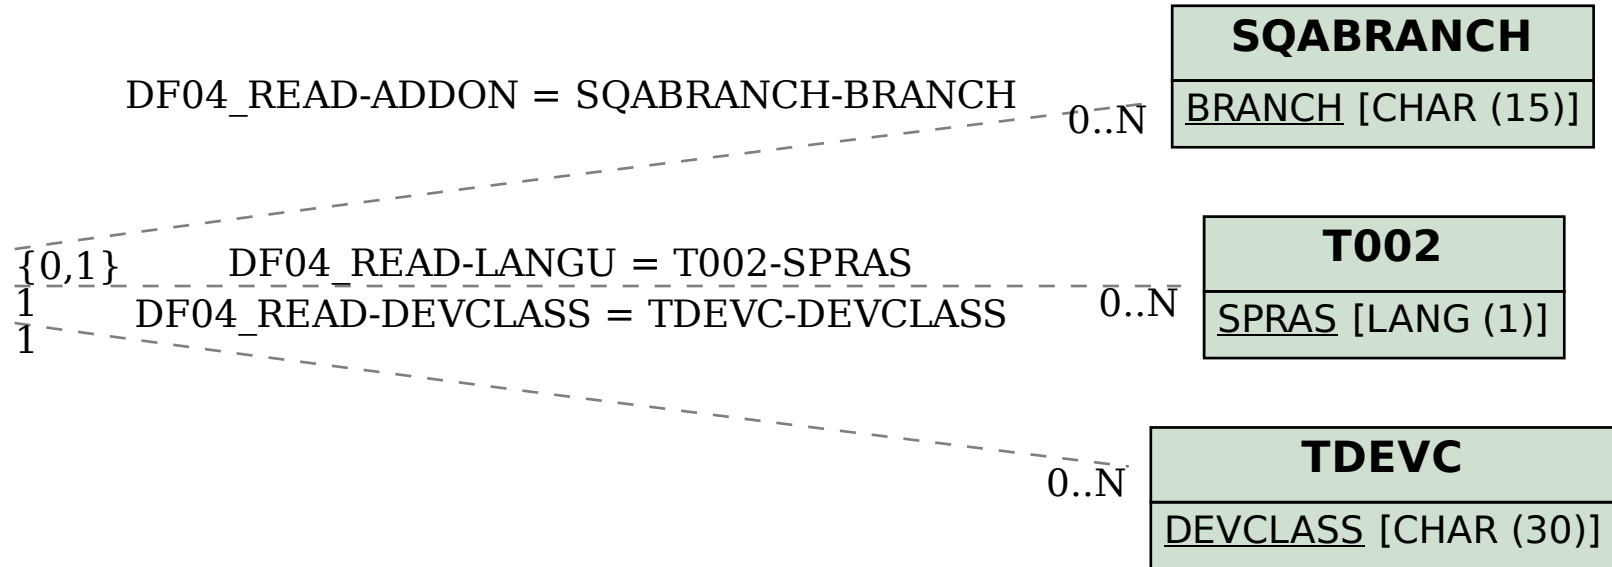 SQABRANCH
DF04_READ-ADDON = SQABRANCH-BRANCH
0..N
BRANCH [CHAR (15)]
{0,1}
DF04_READ-LANGU = T002-SPRAS
T002
1
0..N
SPRAS [LANG (1)]
DF04_READ-DEVCLASS = TDEVC-DEVCLASS
1
TDEVC
0..N
DEVCLASS [CHAR (30)]